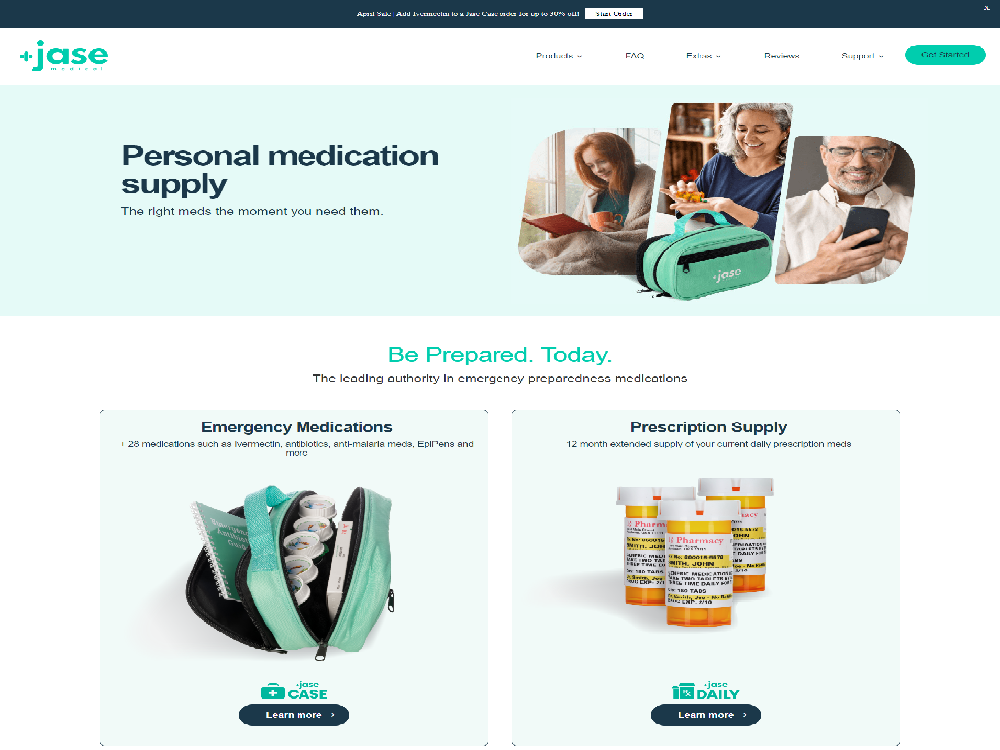 April Sale - Add Ivermectin to a Jase Case order for up to 30% off! Start Order
X
+jase
medical
Products
FAQ
Extras
Reviews
Support
Get Started
Personal medication
supply
The right meds the moment you need them.
+jase
Be Prepared. Today.
The leading authority in emergency preparedness medications
Emergency Medications
+ 28 medications such as Ivermectin, antibiotics, anti-malaria meds, EpiPens and
more
Prescription Supply
12 month extended supply of your current daily prescription meds
Pharmacy
SMITH, JOHN
+jase
CASE
Learn more >
+jase
DAILY
Learn more >